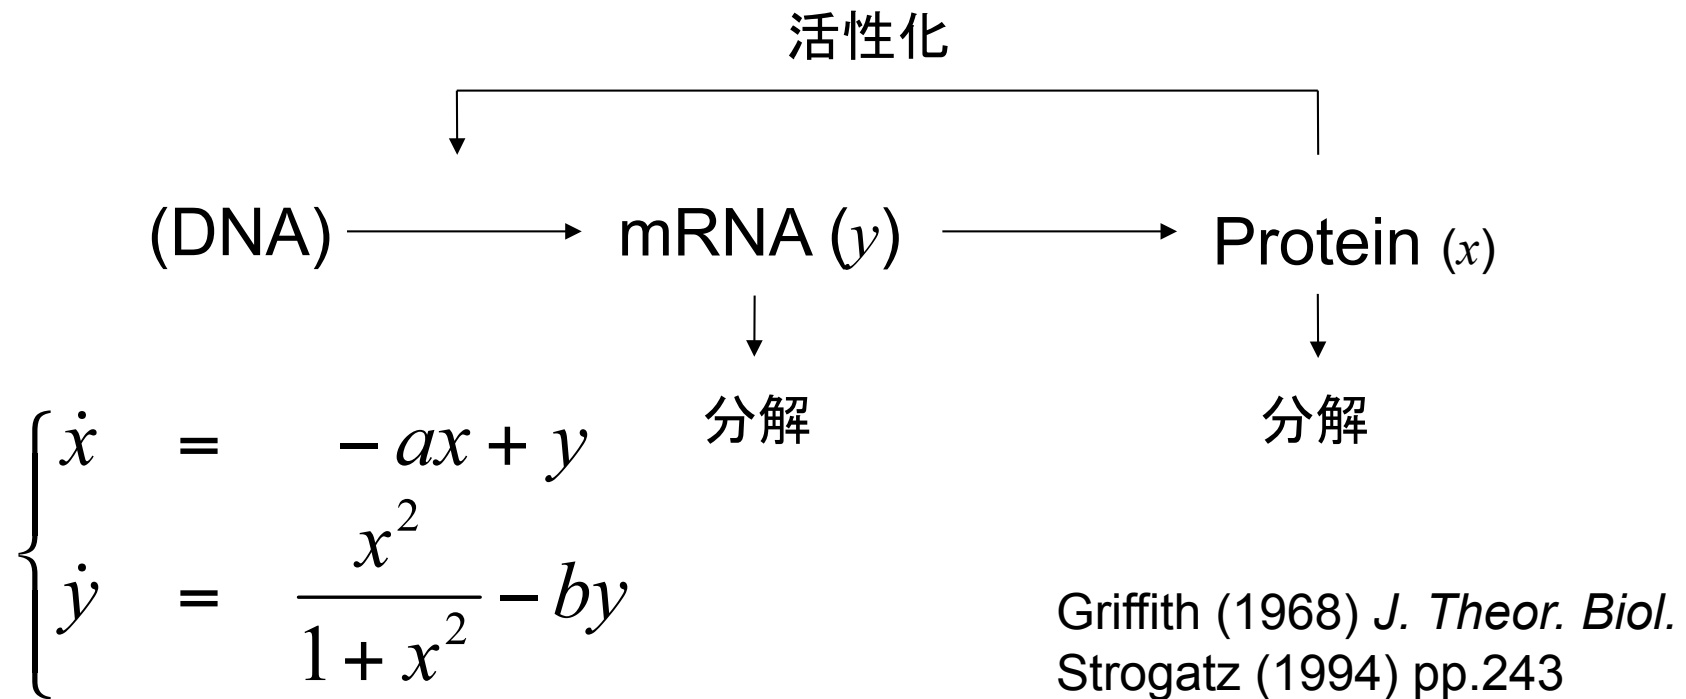 活性化
(DNA) mRNA (y) Protein (x)
分解 分解
ẋ = − ax + y
ẏ = x² / (1 + x²) − by
Griffith (1968) J. Theor. Biol.
Strogatz (1994) pp.243